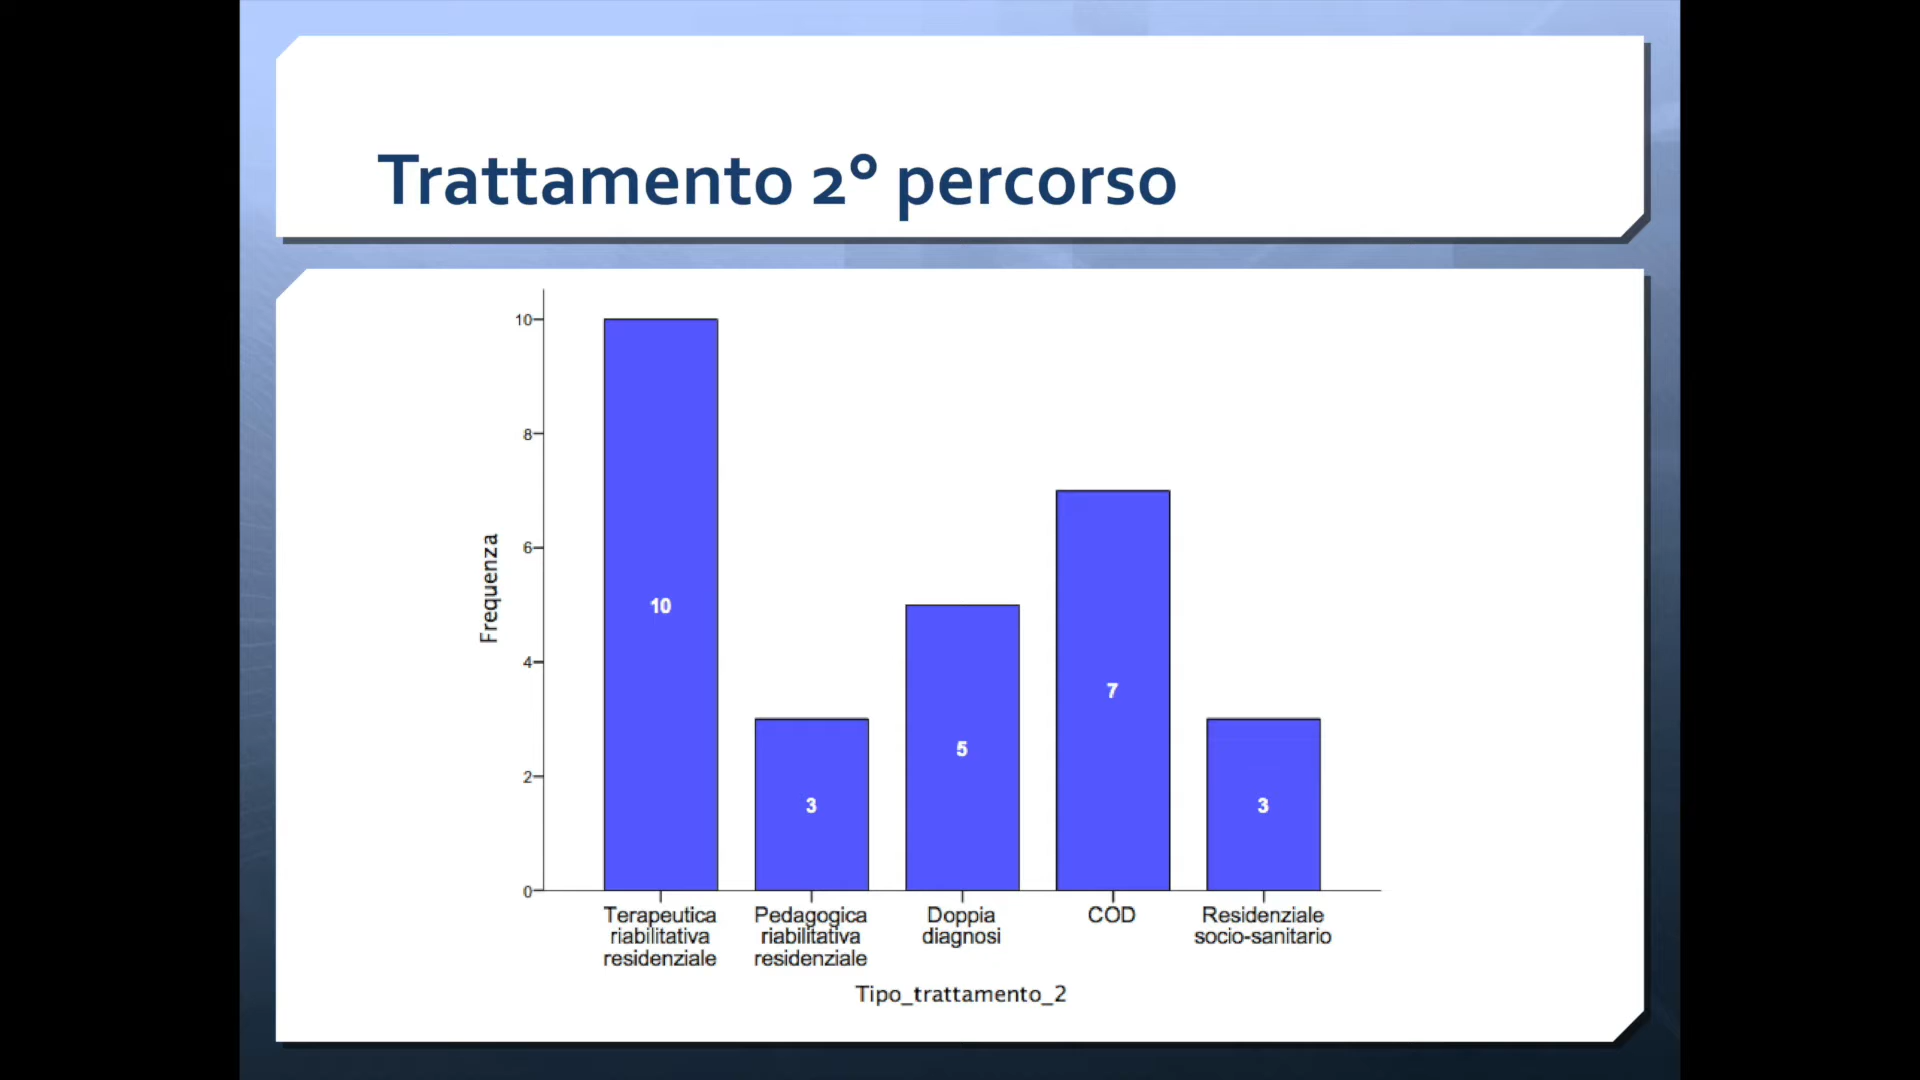 Trattamento 2° percorso
10
8
6
4
2
0
Frequenza
10
3
5
7
3
Terapeutica
riabilitativa
residenziale
Pedagogica
riabilitativa
residenziale
Doppia
diagnosi
COD
Residenziale
socio-sanitario
Tipo_trattamento_2